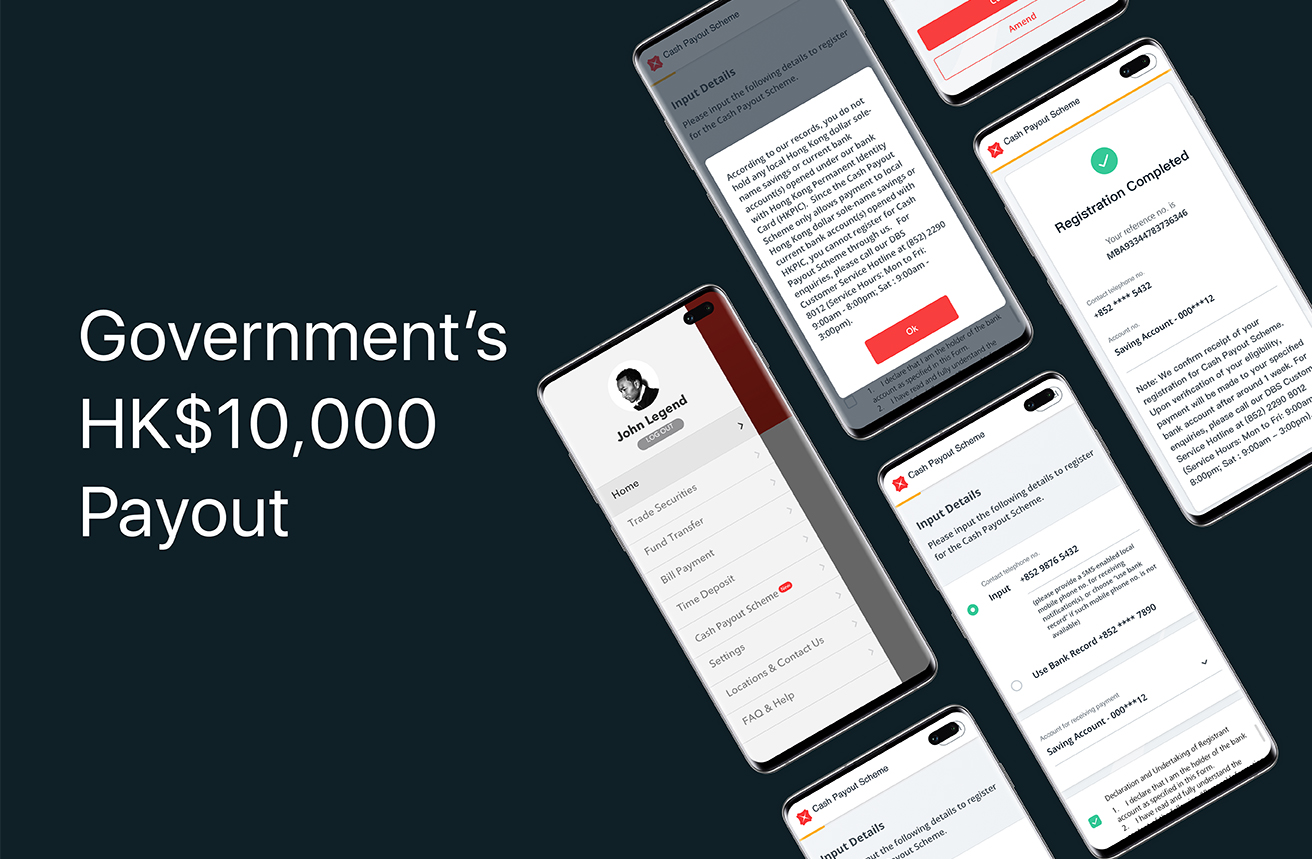 Government’s
HK$10,000
Payout
Cash Payout Scheme
Input Details
Please input the following details to register
for the Cash Payout Scheme.
According to our records, you do not
hold any local Hong Kong dollar sole-
name savings or current bank
account(s) opened under our bank
with Hong Kong Permanent Identity
Card (HKPIC). Since the Cash Payout
Scheme only allows payment to local
Hong Kong dollar sole-name savings or
current bank account(s) opened with
HKPIC, you cannot register for Cash
Payout Scheme through us. For
enquiries, please call our DBS
Customer Service Hotline at (852) 2290
8012 (Service Hours: Mon to Fri:
9:00am - 8:00pm; Sat : 9:00am -
3:00pm).
Ok
1. I declare that I am the holder of the bank
account as specified in this Form.
2. I have read and fully understand the
Amend
Cash Payout Scheme
Registration Completed
Your reference no. is
MBA93344783736346
Contact telephone no.
+852 **** 5432
Account no.
Saving Account - 000***12
Note: We confirm receipt of your
registration for Cash Payout Scheme.
Upon verification of your eligibility,
payment will be made to your specified
bank account after around 1 week. For
enquiries, please call our DBS Custom
Service Hotline at (852) 2290 8012
(Service Hours: Mon to Fri: 9:00am
8:00pm; Sat : 9:00am – 3:00pm)
John Legend
LOG OUT
Home
Trade Securities
Fund Transfer
Bill Payment
Time Deposit
Cash Payout Scheme New
Settings
Locations & Contact Us
FAQ & Help
Cash Payout Scheme
Input Details
Please input the following details to register
for the Cash Payout Scheme.
Contact telephone no.
Input +852 9876 5432
(please provide a SMS-enabled local
mobile phone no. for receiving
notification(s), or choose "use bank
record" if such mobile phone no. is not
available)
Use Bank Record +852 **** 7890
Account for receiving payment
Saving Account - 000***12
Declaration and Undertaking of Registrant
1. I declare that I am the holder of the bank
account as specified in this Form.
2. I have read and fully understand the
Cash Payout Scheme
Input Details
Please input the following details to register